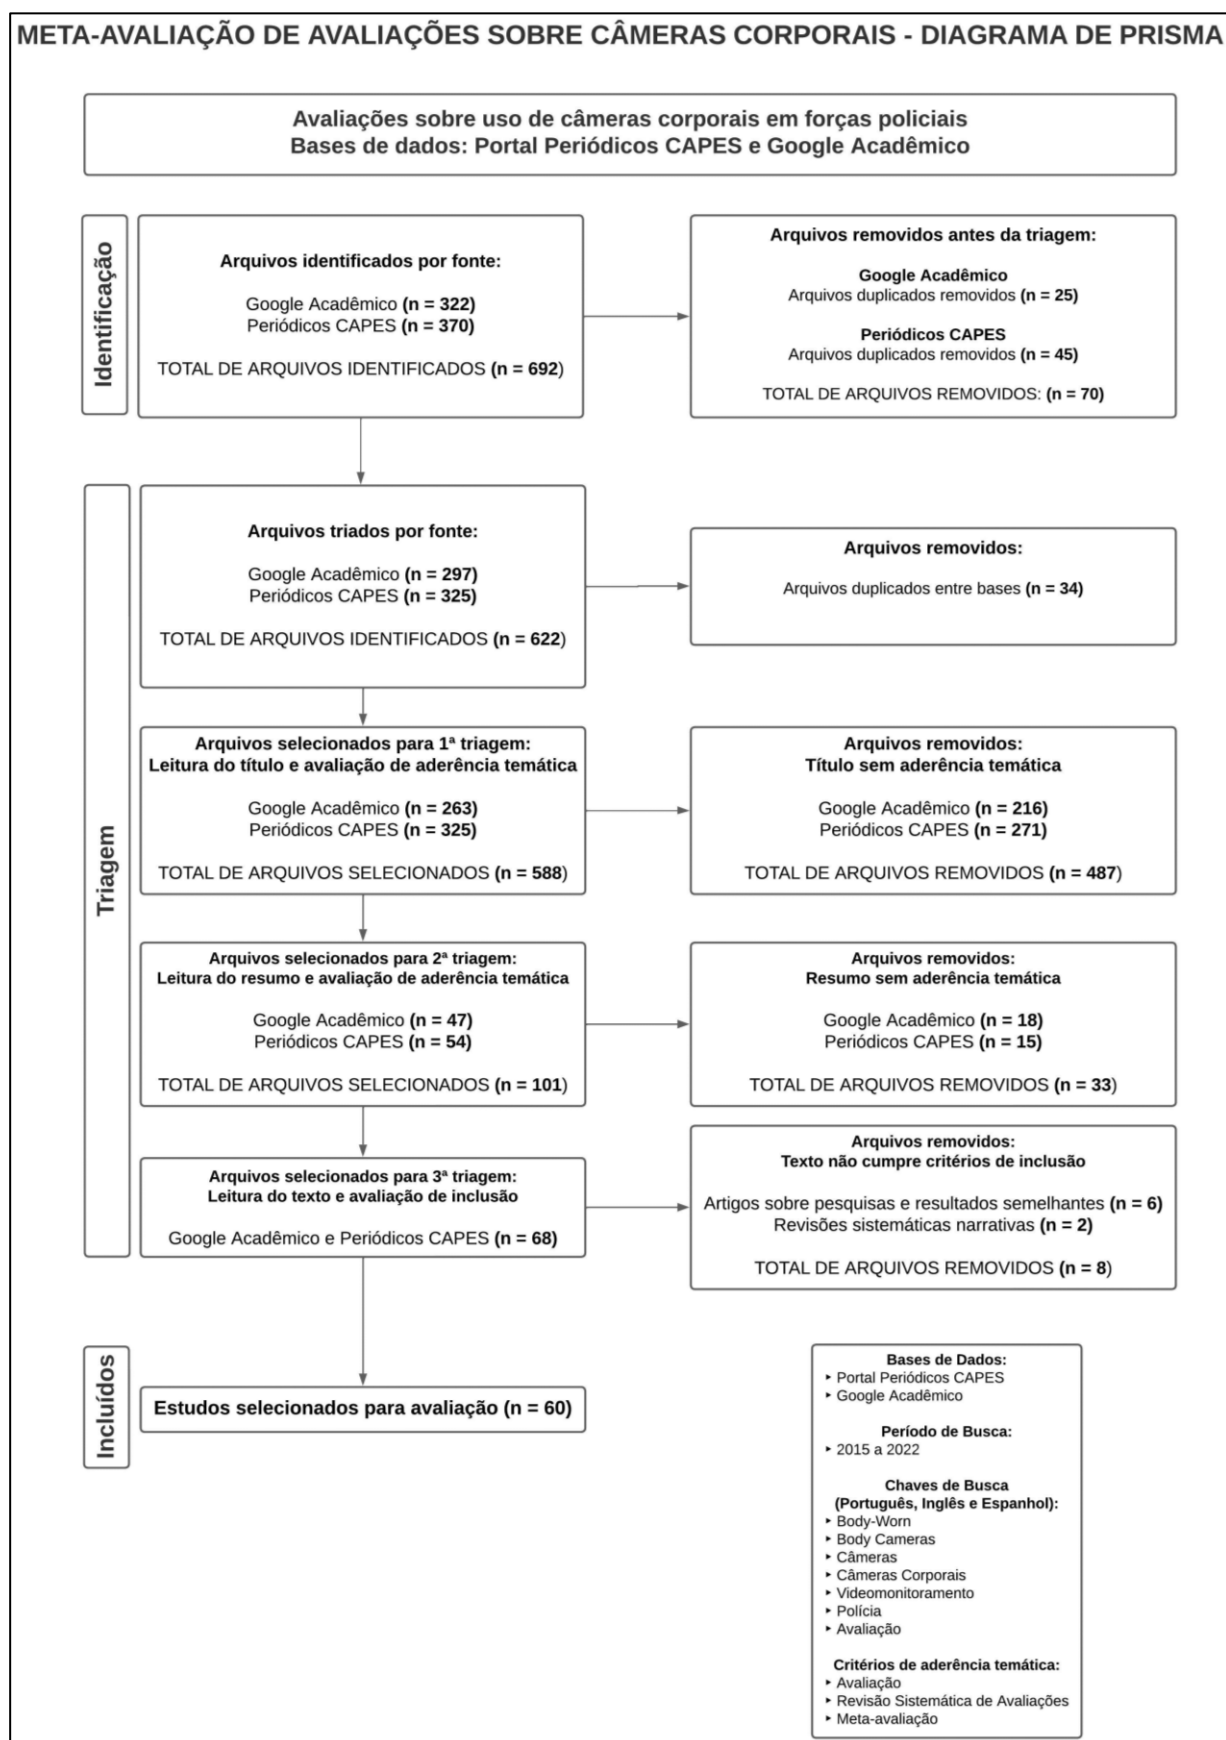 META-AVALIAÇÃO DE AVALIAÇÕES SOBRE CÂMERAS CORPORAIS - DIAGRAMA DE PRISMA
Avaliações sobre uso de câmeras corporais em forças policiais
Bases de dados: Portal Periódicos CAPES e Google Acadêmico
Identificação
Arquivos identificados por fonte:
Google Acadêmico (n = 322)
Periódicos CAPES (n = 370)
TOTAL DE ARQUIVOS IDENTIFICADOS (n = 692)
Arquivos removidos antes da triagem:
Google Acadêmico
Arquivos duplicados removidos (n = 25)
Periódicos CAPES
Arquivos duplicados removidos (n = 45)
TOTAL DE ARQUIVOS REMOVIDOS: (n = 70)
Triagem
Arquivos triados por fonte:
Google Acadêmico (n = 297)
Periódicos CAPES (n = 325)
TOTAL DE ARQUIVOS IDENTIFICADOS (n = 622)
Arquivos removidos:
Arquivos duplicados entre bases (n = 34)
Arquivos selecionados para 1ª triagem:
Leitura do título e avaliação de aderência temática
Google Acadêmico (n = 263)
Periódicos CAPES (n = 325)
TOTAL DE ARQUIVOS SELECIONADOS (n = 588)
Arquivos removidos:
Título sem aderência temática
Google Acadêmico (n = 216)
Periódicos CAPES (n = 271)
TOTAL DE ARQUIVOS REMOVIDOS (n = 487)
Arquivos selecionados para 2ª triagem:
Leitura do resumo e avaliação de aderência temática
Google Acadêmico (n = 47)
Periódicos CAPES (n = 54)
TOTAL DE ARQUIVOS SELECIONADOS (n = 101)
Arquivos removidos:
Resumo sem aderência temática
Google Acadêmico (n = 18)
Periódicos CAPES (n = 15)
TOTAL DE ARQUIVOS REMOVIDOS (n = 33)
Arquivos selecionados para 3ª triagem:
Leitura do texto e avaliação de inclusão
Google Acadêmico e Periódicos CAPES (n = 68)
Arquivos removidos:
Texto não cumpre critérios de inclusão
Artigos sobre pesquisas e resultados semelhantes (n = 6)
Revisões sistemáticas narrativas (n = 2)
TOTAL DE ARQUIVOS REMOVIDOS (n = 8)
Incluídos
Estudos selecionados para avaliação (n = 60)
Bases de Dados:
‣ Portal Periódicos CAPES
‣ Google Acadêmico
Período de Busca:
‣ 2015 a 2022
Chaves de Busca
(Português, Inglês e Espanhol):
‣ Body-Worn
‣ Body Cameras
‣ Câmeras
‣ Câmeras Corporais
‣ Videomonitoramento
‣ Polícia
‣ Avaliação
Critérios de aderência temática:
‣ Avaliação
‣ Revisão Sistemática de Avaliações
‣ Meta-avaliação